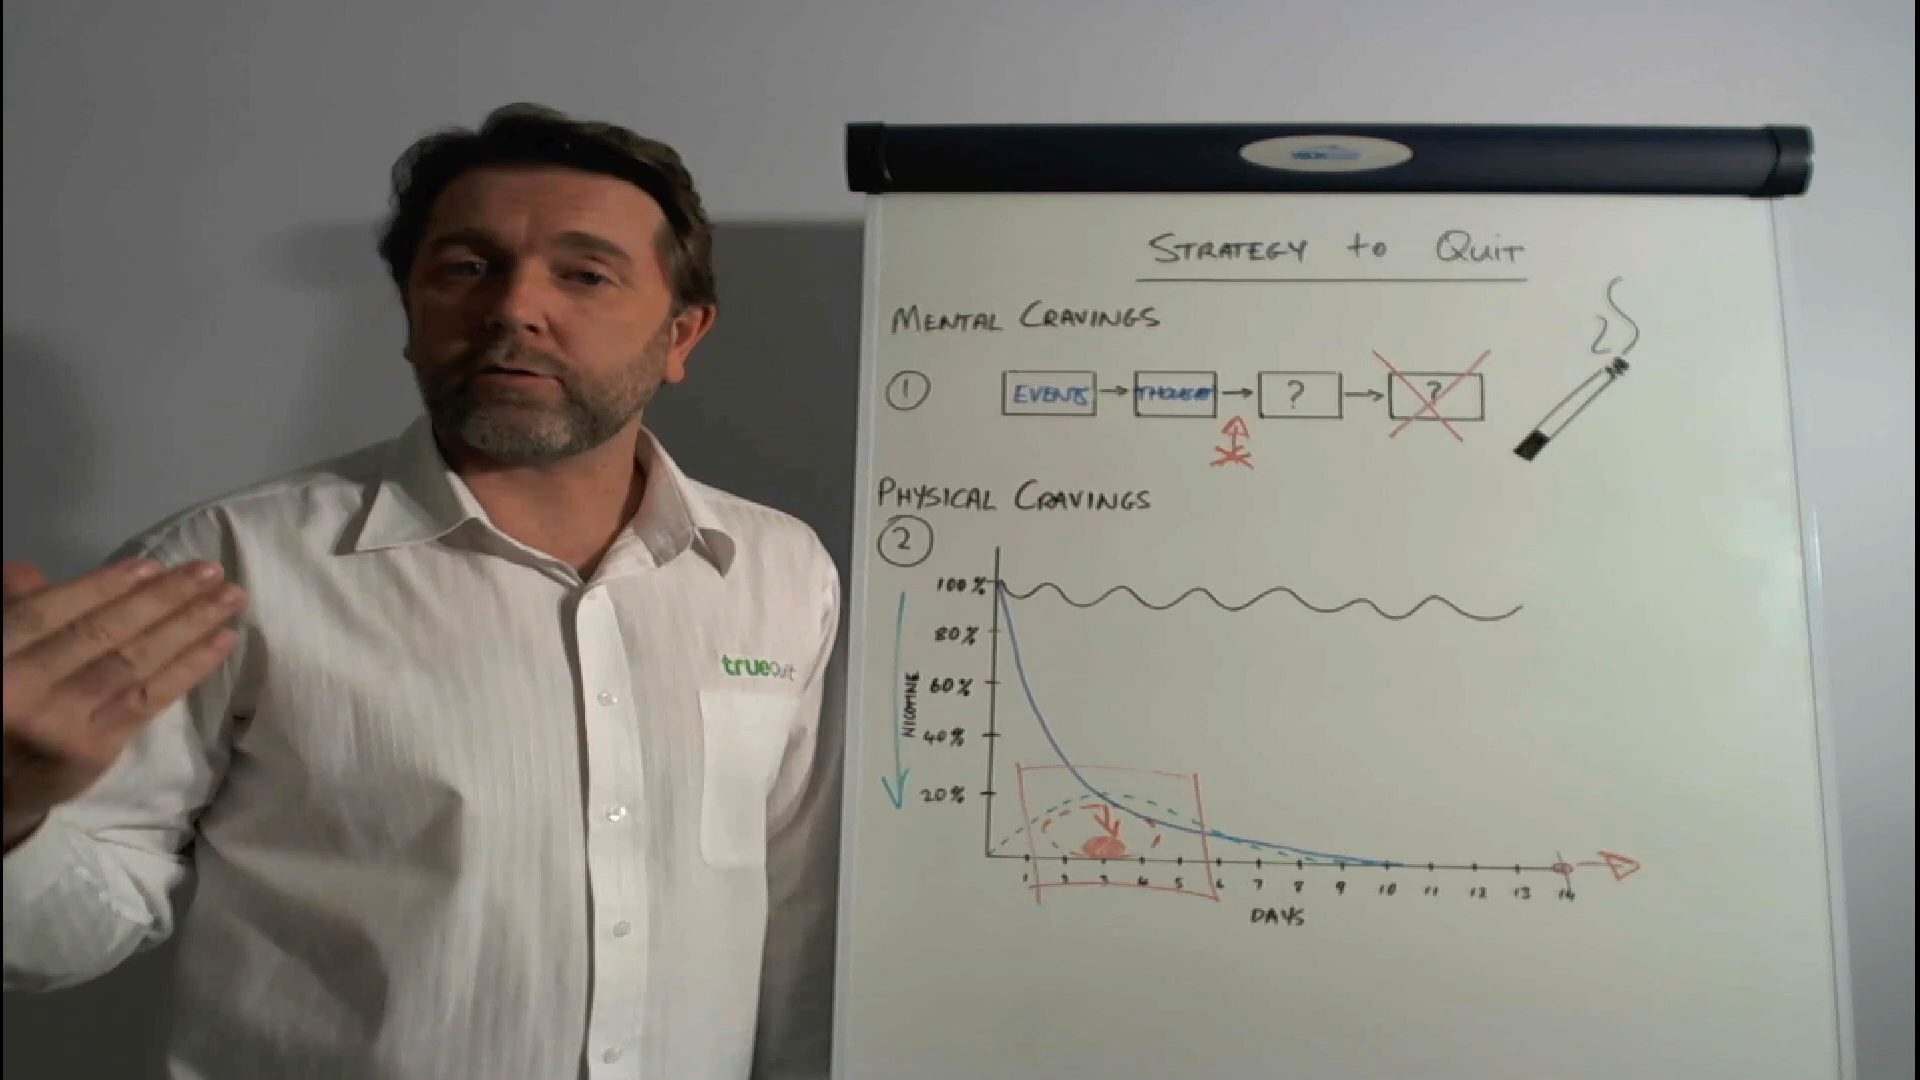 STRATEGY to QUIT
MENTAL CRAVINGS
1
EVENTS THOUGHT ? ?
PHYSICAL CRAVINGS
2
100%
80%
60%
40%
20%
NICOTINE
1 2 3 4 5 6 7 8 9 10 11 12 13 14
DAYS
trueQuit